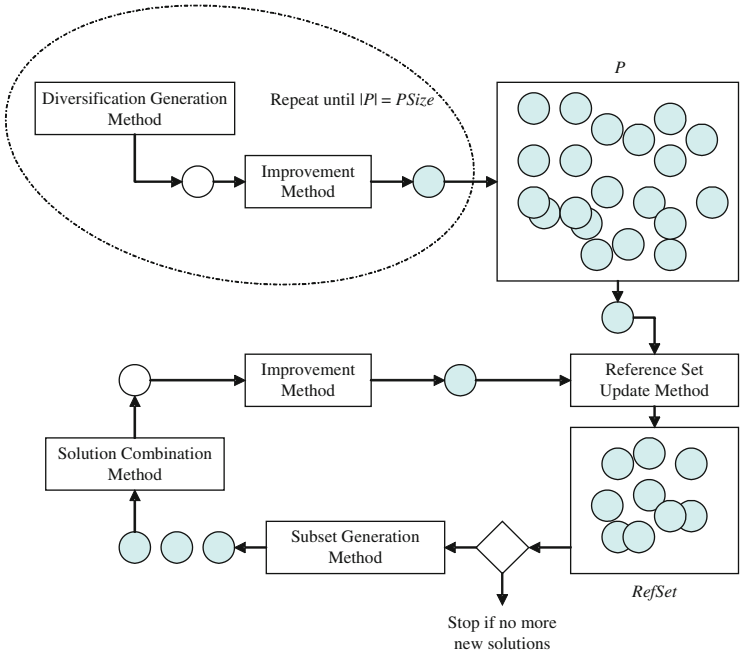 P
Diversification Generation
Method
Repeat until |P| = PSize
Improvement
Method
Improvement
Method
Reference Set
Update Method
Solution Combination
Method
Subset Generation
Method
RefSet
Stop if no more
new solutions